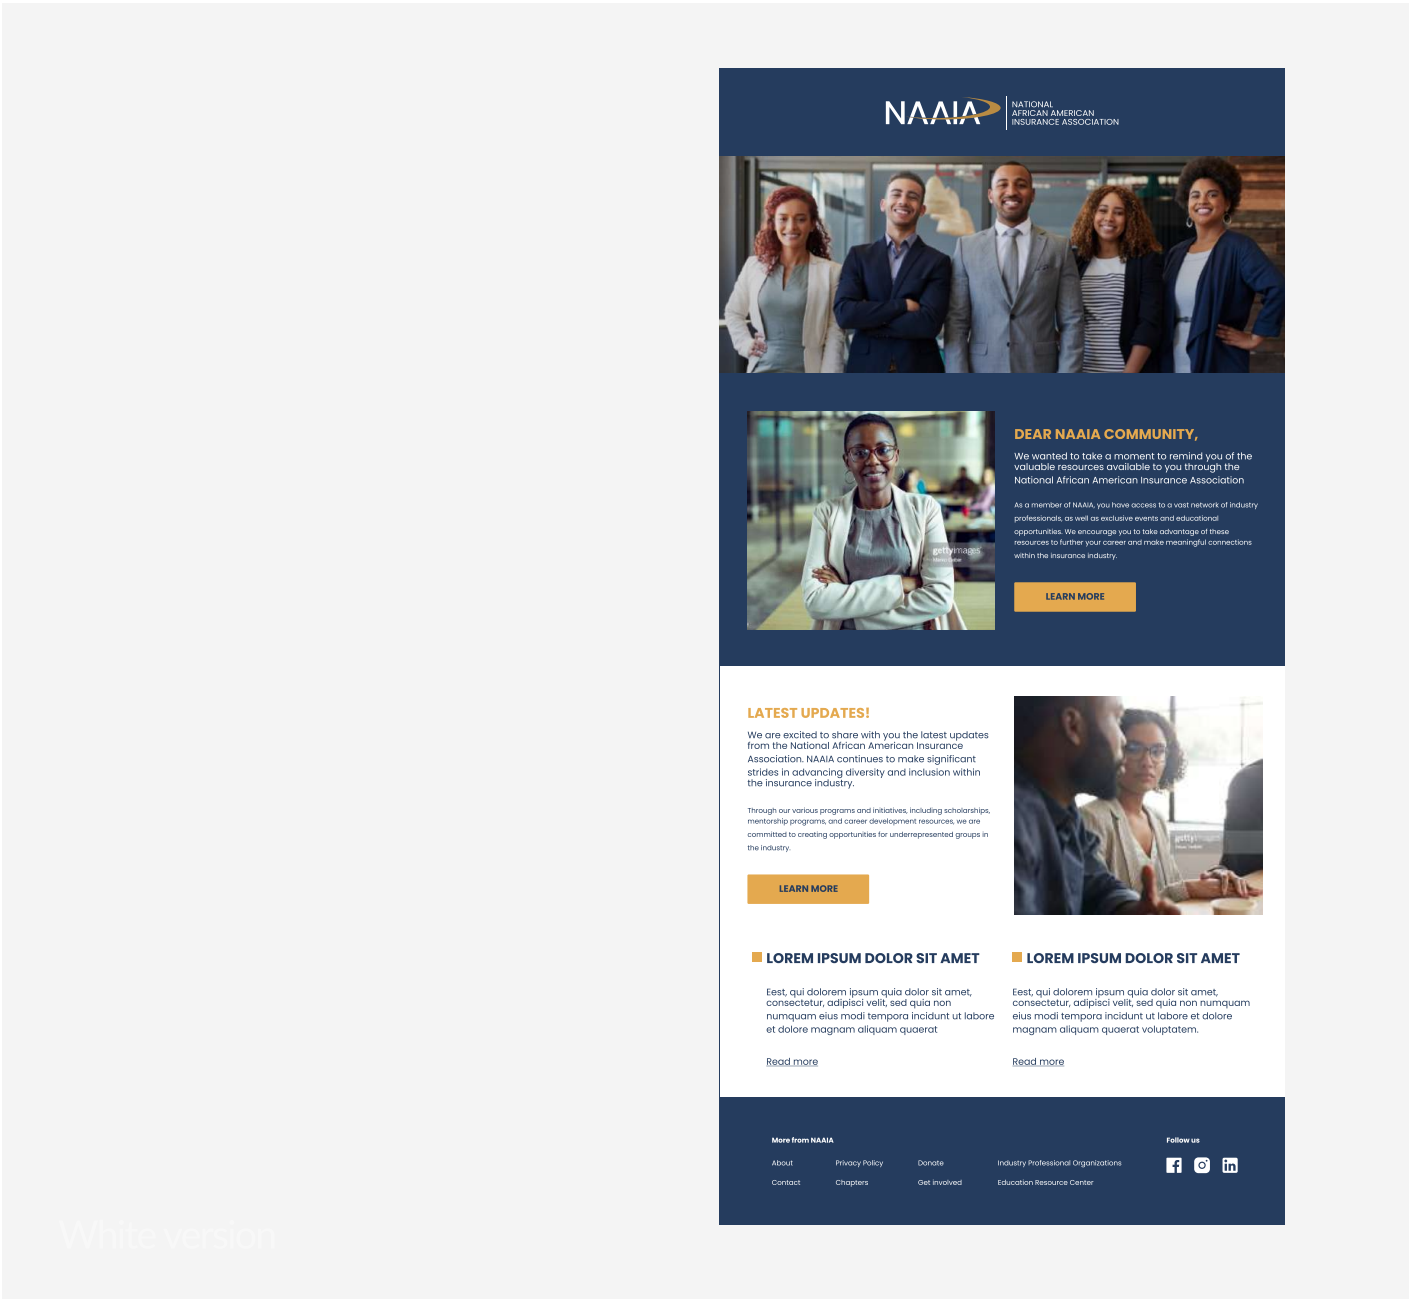 NAAIA
NATIONAL
AFRICAN AMERICAN
INSURANCE ASSOCIATION
gettyimages
DEAR NAAIA COMMUNITY,
We wanted to take a moment to remind you of the
valuable resources available to you through the
National African American Insurance Association
As a member of NAAIA, you have access to a vast network of industry
professionals, as well as exclusive events and educational
opportunities. We encourage you to take advantage of these
resources to further your career and make meaningful connections
within the insurance industry.
LEARN MORE
LATEST UPDATES!
We are excited to share with you the latest updates
from the National African American Insurance
Association. NAAIA continues to make significant
strides in advancing diversity and inclusion within
the insurance industry.
Through our various programs and initiatives, including scholarships,
mentorship programs, and career development resources, we are
committed to creating opportunities for underrepresented groups in
the industry.
LEARN MORE
gettyimages
LOREM IPSUM DOLOR SIT AMET
Eest, qui dolorem ipsum quia dolor sit amet,
consectetur, adipisci velit, sed quia non
numquam eius modi tempora incidunt ut labore
et dolore magnam aliquam quaerat
Read more
LOREM IPSUM DOLOR SIT AMET
Eest, qui dolorem ipsum quia dolor sit amet,
consectetur, adipisci velit, sed quia non numquam
eius modi tempora incidunt ut labore et dolore
magnam aliquam quaerat voluptatem.
Read more
More from NAAIA
About
Contact
Privacy Policy
Chapters
Donate
Get involved
Industry Professional Organizations
Education Resource Center
Follow us
White version